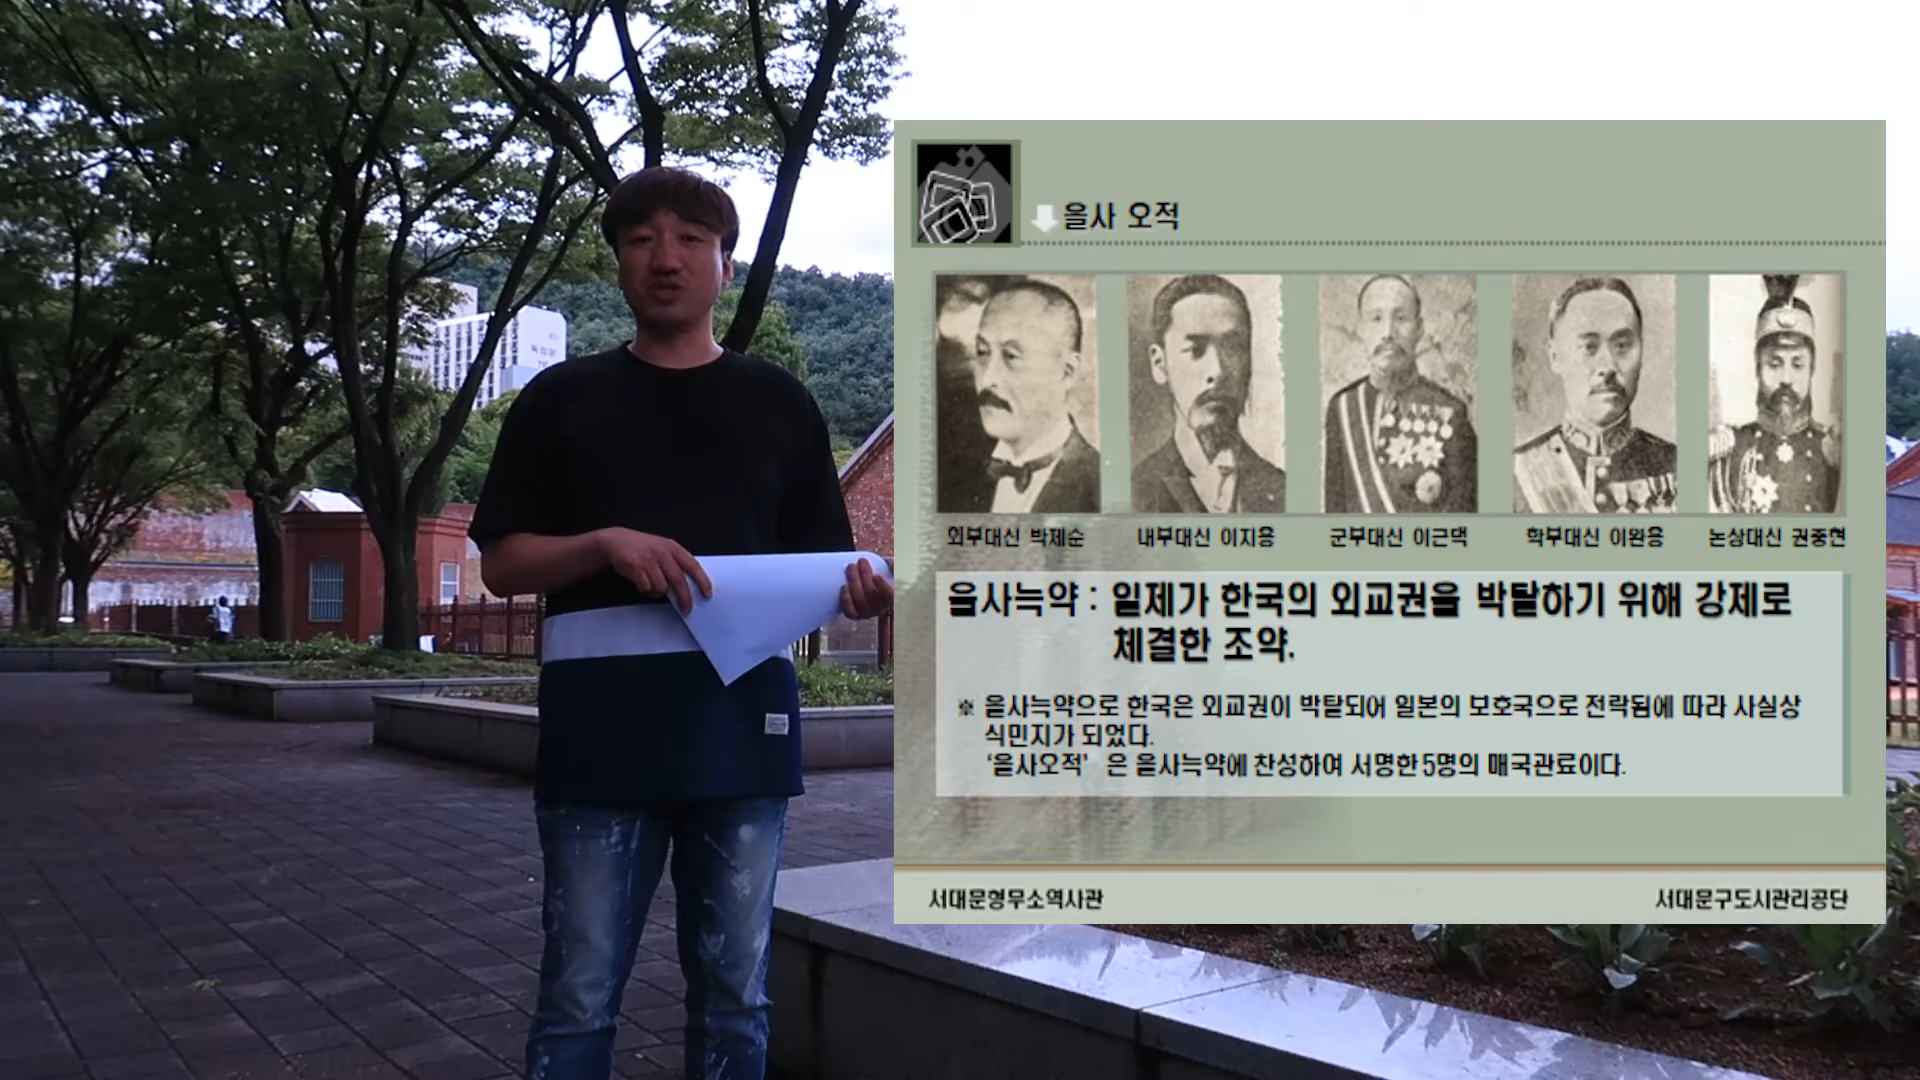 을사 오적
외부대신 박제순
내부대신 이지용
군부대신 이근택
학부대신 이완용
논상대신 권중현
을사늑약 : 일제가 한국의 외교권을 박탈하기 위해 강제로
체결한 조약.
※ 을사늑약으로 한국은 외교권이 박탈되어 일본의 보호국으로 전락됨에 따라 사실상
식민지가 되었다.
‘을사오적’ 은 을사늑약에 찬성하여 서명한 5명의 매국관료이다.
서대문형무소역사관
서대문구도시관리공단